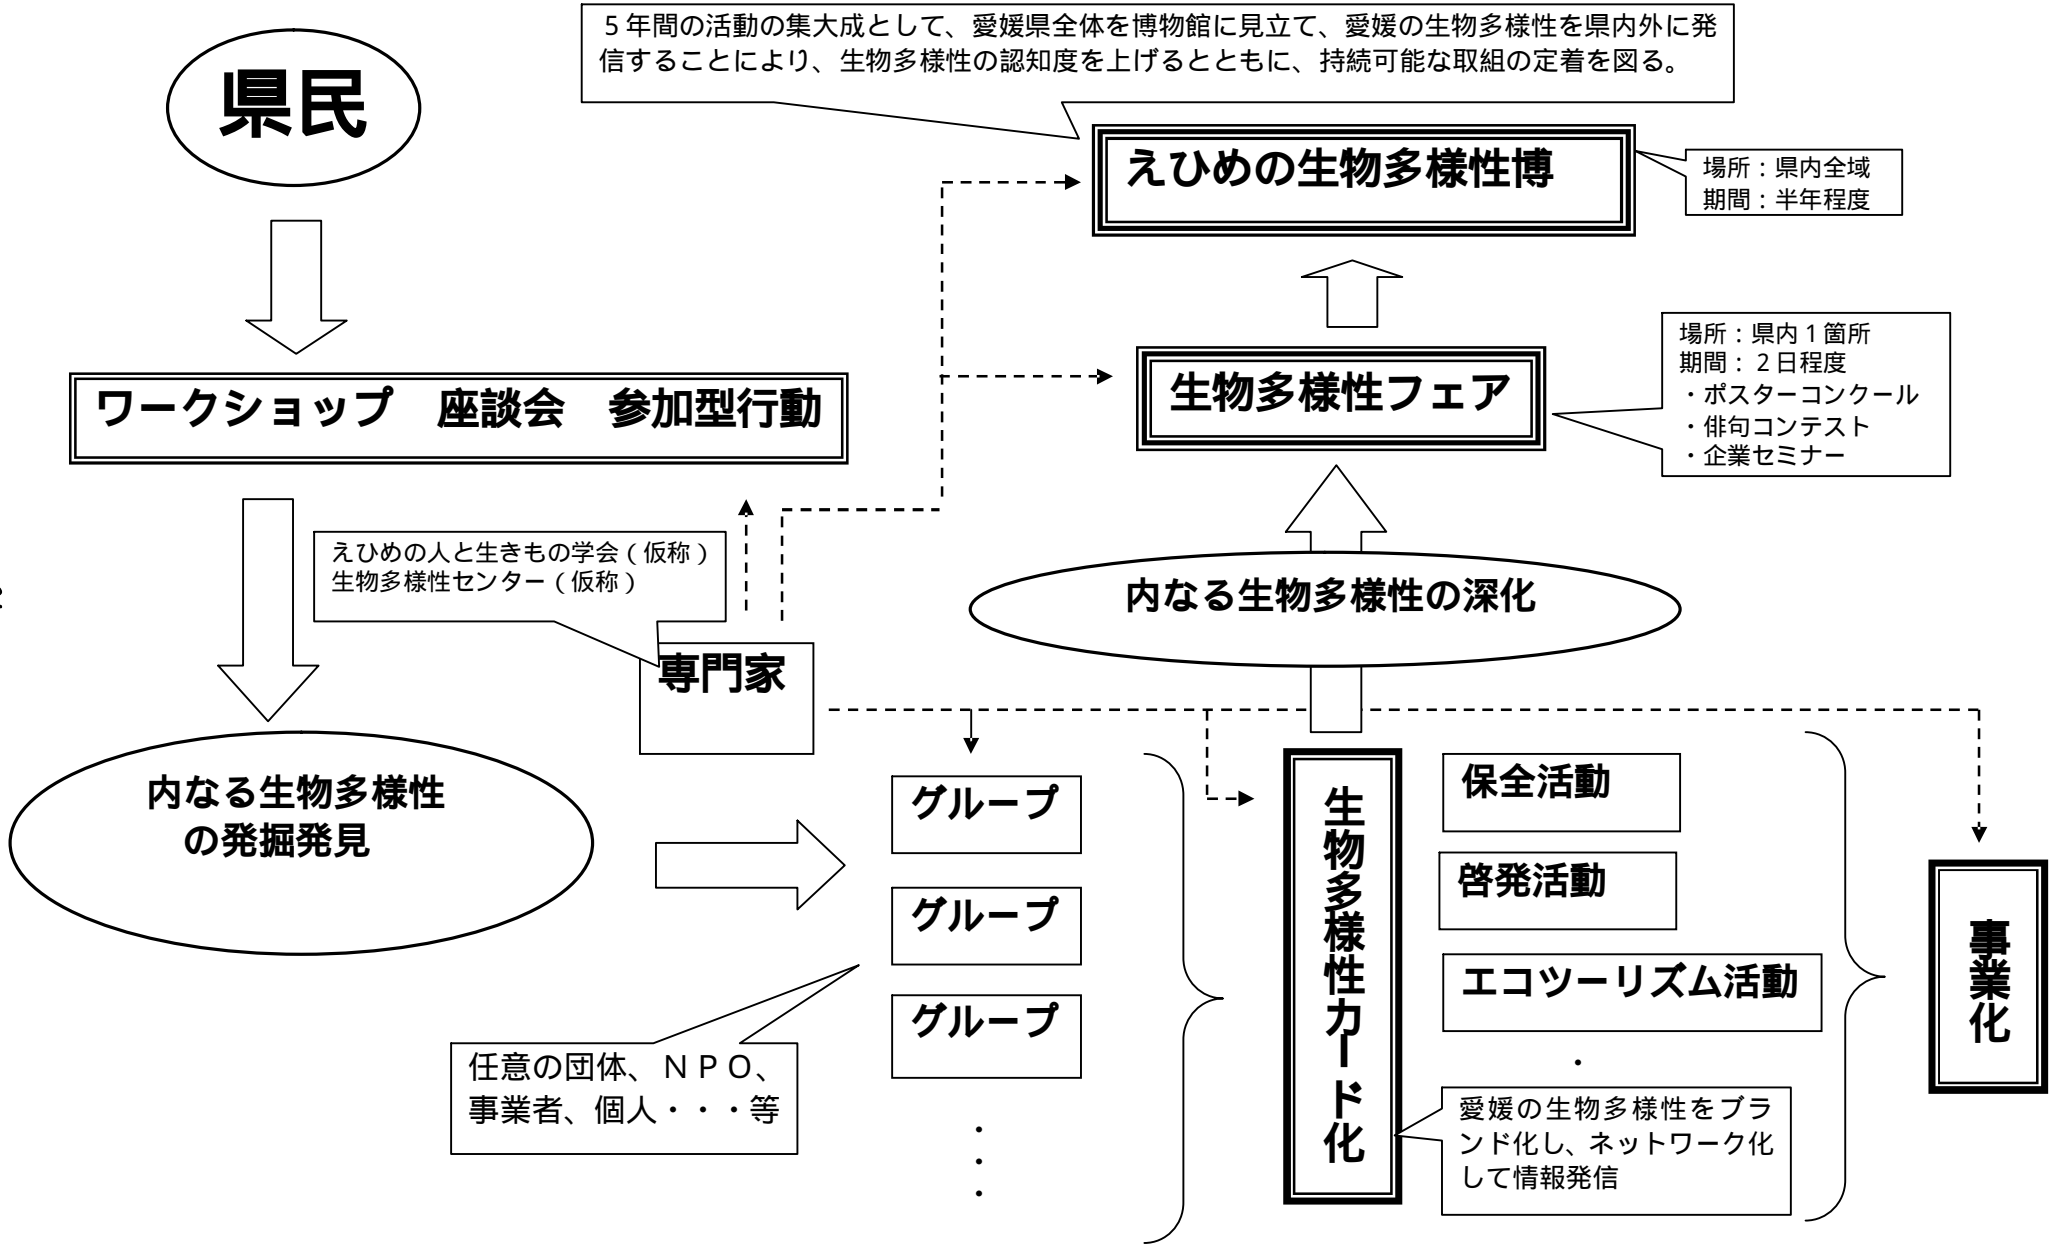 県民
５年間の活動の集大成として、愛媛県全体を博物館に見立て、愛媛の生物多様性を県内外に発
信することにより、生物多様性の認知度を上げるとともに、持続可能な取組の定着を図る。
えひめの生物多様性博
場所：県内全域
期間：半年程度
生物多様性フェア
場所：県内１箇所
期間：２日程度
・ポスターコンクール
・俳句コンテスト
・企業セミナー
ワークショップ　座談会　参加型行動
えひめの人と生きもの学会（仮称）
生物多様性センター（仮称）
専門家
内なる生物多様性の深化
内なる生物多様性
の発掘発見
グループ
グループ
グループ
・
・
・
任意の団体、ＮＰＯ、
事業者、個人・・・等
生物多様性カード化
保全活動
啓発活動
エコツーリズム活動
・
愛媛の生物多様性をブラ
ンド化し、ネットワーク化
して情報発信
事業化